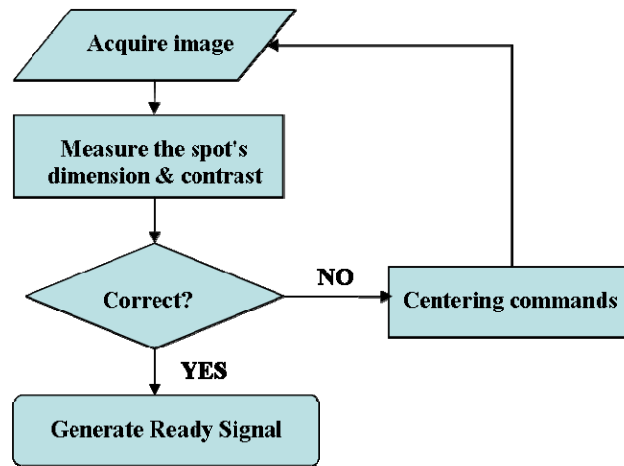 Acquire image
Measure the spot's
dimension & contrast
Correct?
NO
Centering commands
YES
Generate Ready Signal